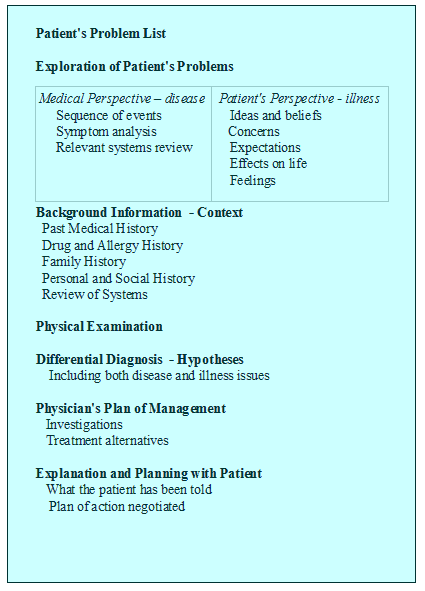 Patient's Problem List
Exploration of Patient's Problems
Medical Perspective – disease
Sequence of events
Symptom analysis
Relevant systems review
Patient's Perspective - illness
Ideas and beliefs
Concerns
Expectations
Effects on life
Feelings
Background Information - Context
Past Medical History
Drug and Allergy History
Family History
Personal and Social History
Review of Systems
Physical Examination
Differential Diagnosis - Hypotheses
Including both disease and illness issues
Physician's Plan of Management
Investigations
Treatment alternatives
Explanation and Planning with Patient
What the patient has been told
Plan of action negotiated